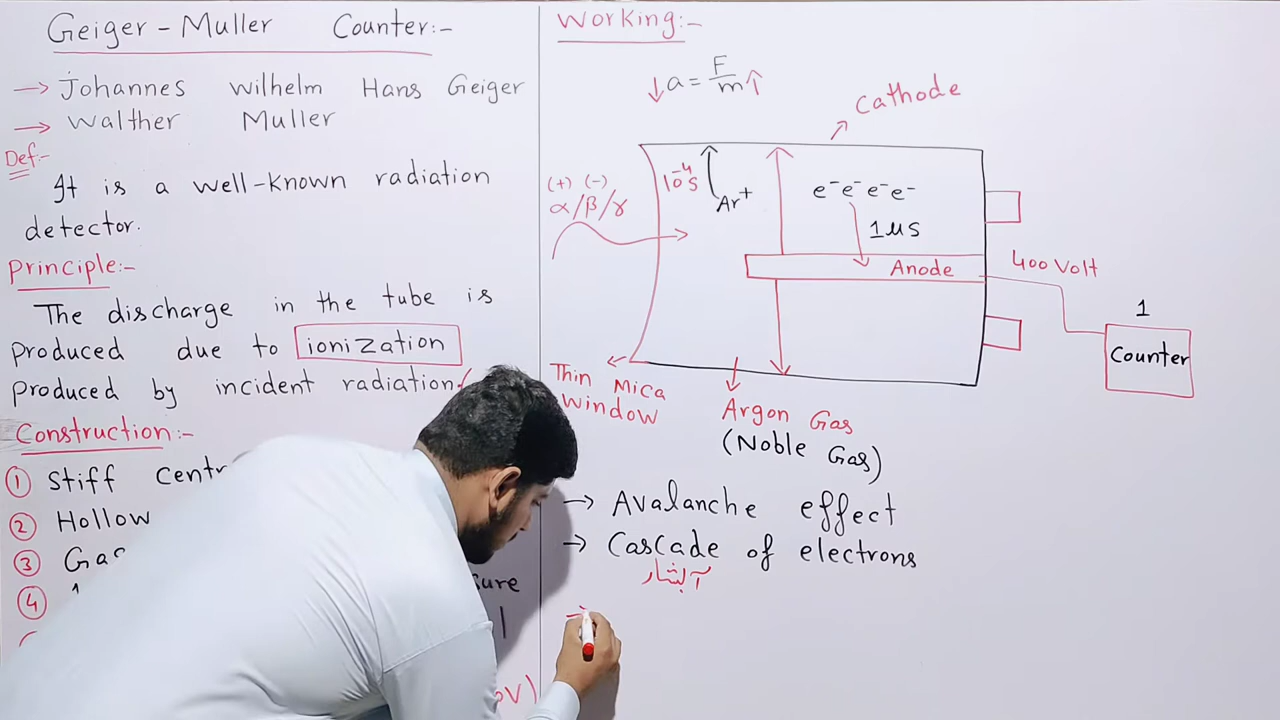 Geiger-Muller Counter:-
→ Johannes Wilhelm Hans Geiger
→ Walther Muller
Def:-
It is a well-known radiation
detector.
Principle:-
The discharge in the tube is
produced due to ionization
produced by incident radiation
Construction:-
① Stiff
② Hollow
③
④
Working:-
↓a = F/m↑
Cathode
(+) (-)
α/β/γ
10⁻⁴s
Ar⁺
e⁻e⁻e⁻e⁻
1μs
Anode
400 Volt
1
Counter
Thin Mica
Window
Argon Gas
(Noble Gas)
→ Avalanche effect
→ Cascade of electrons
آبشار